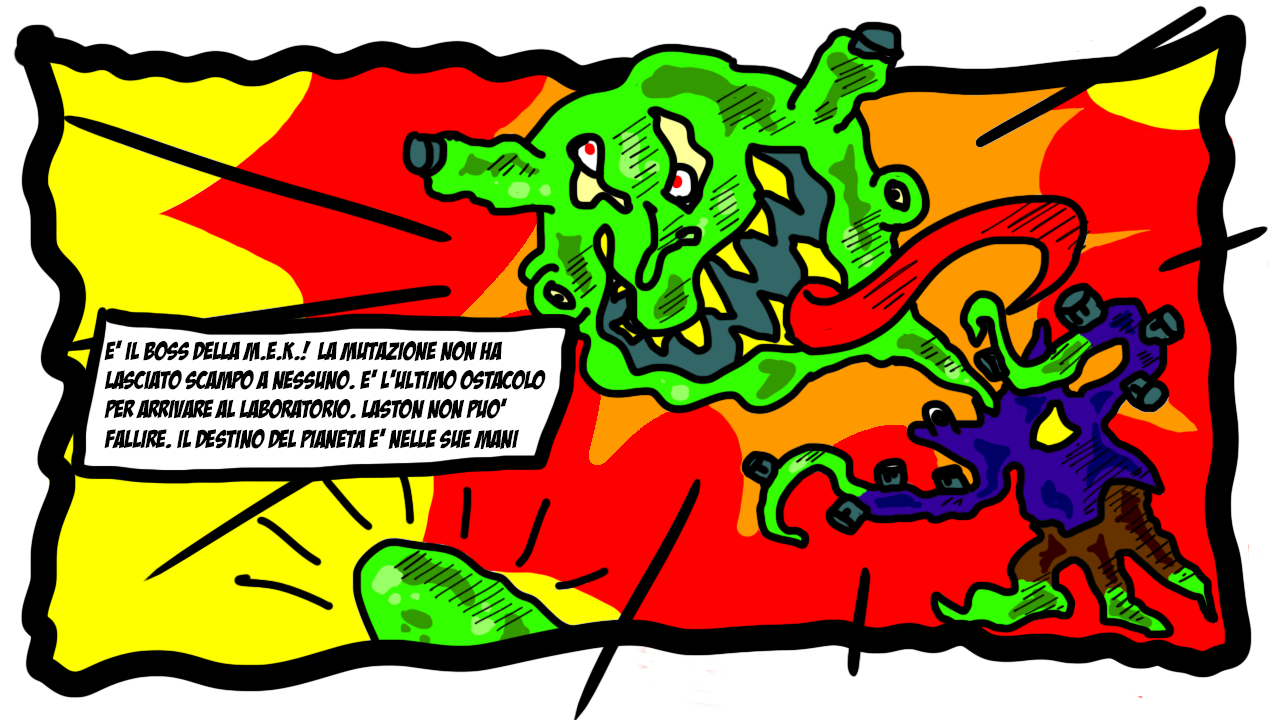 E' IL BOSS DELLA M.E.K.! LA MUTAZIONE NON HA
LASCIATO SCAMPO A NESSUNO. E' L'ULTIMO OSTACOLO
PER ARRIVARE AL LABORATORIO. LASTON NON PUO'
FALLIRE. IL DESTINO DEL PIANETA E' NELLE SUE MANI